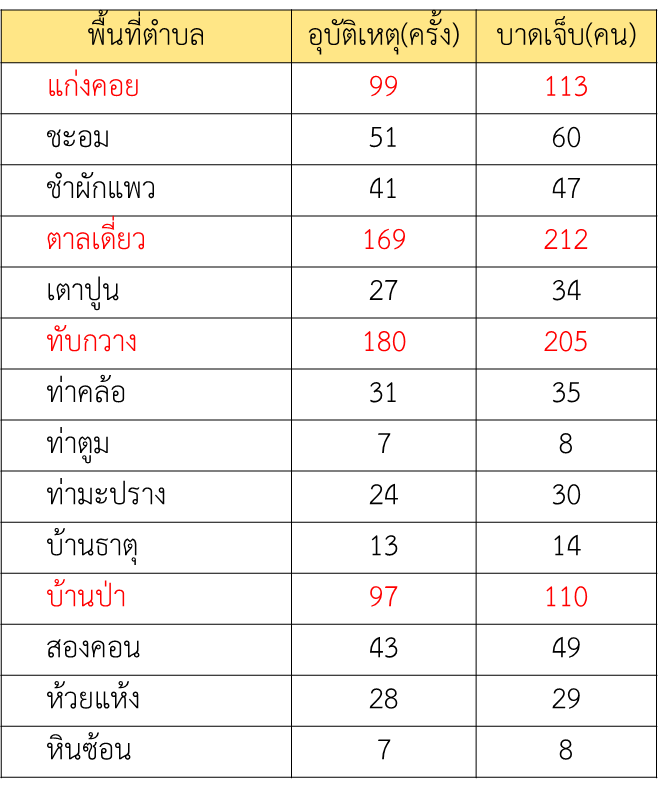 พื้นที่ตำบล อุบัติเหตุ(ครั้ง) บาดเจ็บ(คน)
แก่งคอย 99 113
ชะอม 51 60
ชำผักแพว 41 47
ตาลเดี่ยว 169 212
เตาปูน 27 34
ทับกวาง 180 205
ท่าคล้อ 31 35
ท่าตูม 7 8
ท่ามะปราง 24 30
บ้านธาตุ 13 14
บ้านป่า 97 110
สองคอน 43 49
ห้วยแห้ง 28 29
หินซ้อน 7 8